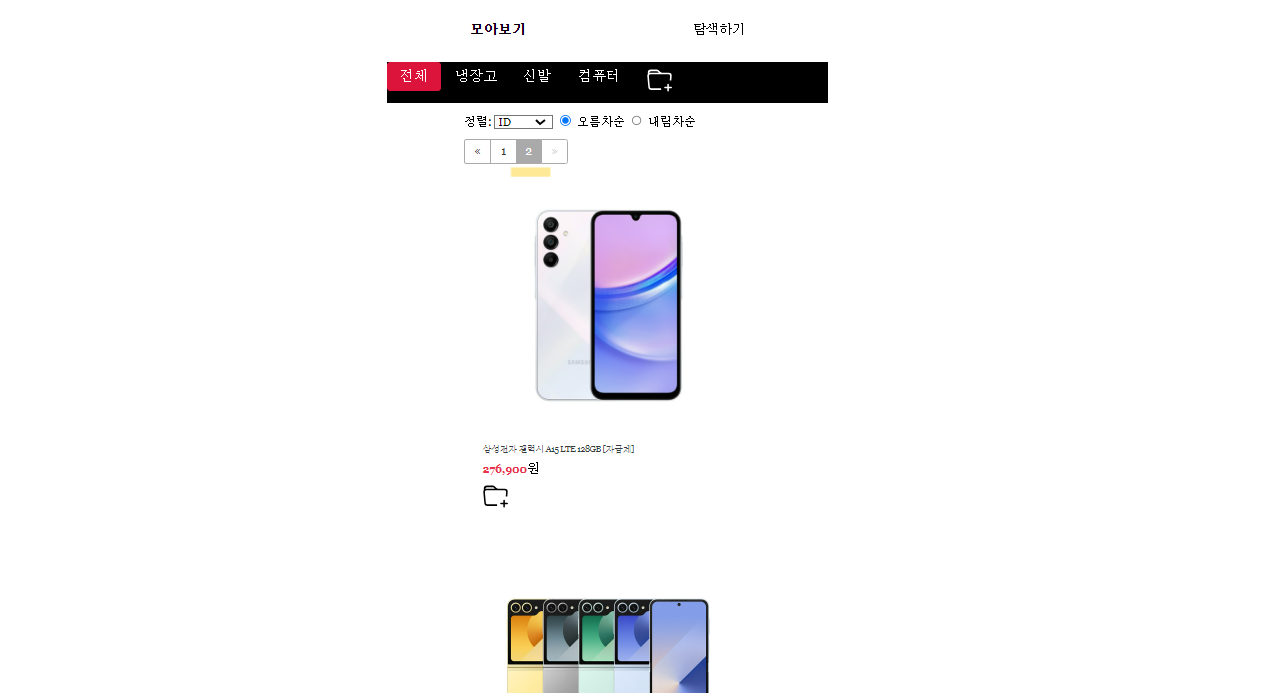 모아보기 탐색하기
전체 냉장고 신발 컴퓨터
정렬: ID 오름차순 내림차순
« 1 2 »
SAMSUNG
삼성전자 갤럭시 A15 LTE 128GB [자급제]
276,900원